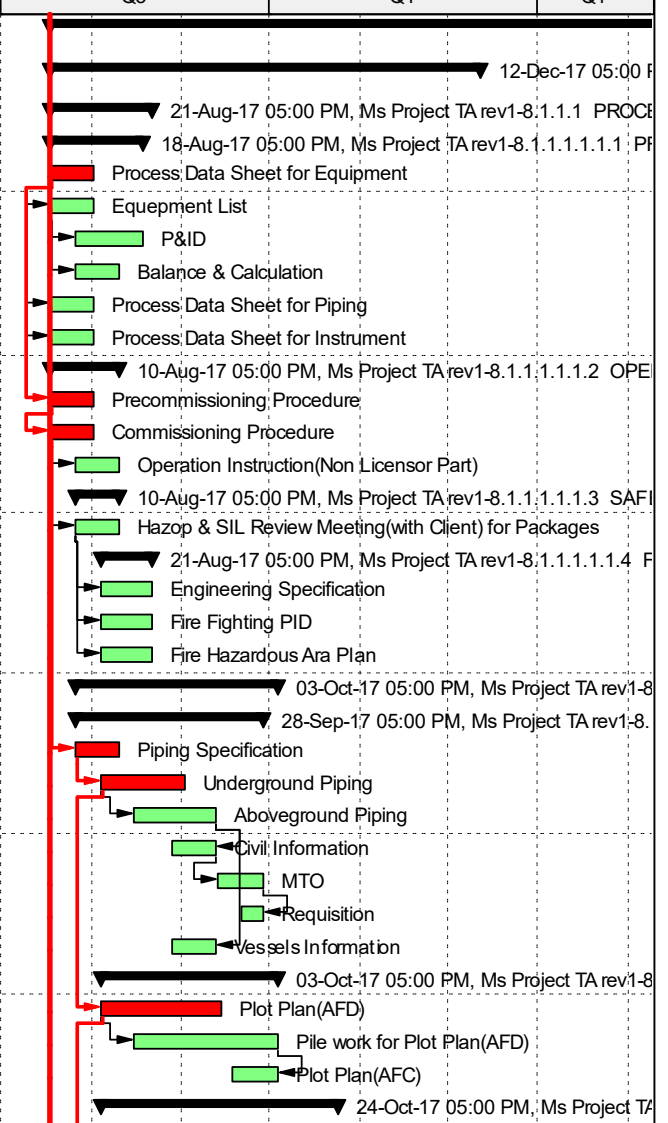 12-Dec-17 05:00
21-Aug-17 05:00 PM, Ms Project TA rev1-8.1.1.1 PROCE
18-Aug-17 05:00 PM, Ms Project TA rev1-8.1.1.1.1.1.1
Process Data Sheet for Equipment
Equepment List
P&ID
Balance & Calculation
Process Data Sheet for Piping
Process Data Sheet for Instrument
10-Aug-17 05:00 PM, Ms Project TA rev1-8.1.1.1.1.1.2 OPE
Precommissioning Procedure
Commissioning Procedure
Operation Instruction(Non Licensor Part)
10-Aug-17 05:00 PM, Ms Project TA rev1-8.1.1.1.1.1.3 SAF
Hazop & SIL Review Meeting(with Client) for Packages
21-Aug-17 05:00 PM, Ms Project TA rev1-8.1.1.1.1.1.4 F
Engineering Specification
Fire Fighting PID
Fire Hazardous Ara Plan
03-Oct-17 05:00 PM, Ms Project TA rev1-8
28-Sep-17 05:00 PM, Ms Project TA rev1-8.
Piping Specification
Underground Piping
Aboveground Piping
Civil Information
MTO
Requisition
Vessels Information
03-Oct-17 05:00 PM, Ms Project TA rev1-8
Plot Plan(AFD)
Pile work for Plot Plan(AFD)
Plot Plan(AFC)
24-Oct-17 05:00 PM, Ms Project TA